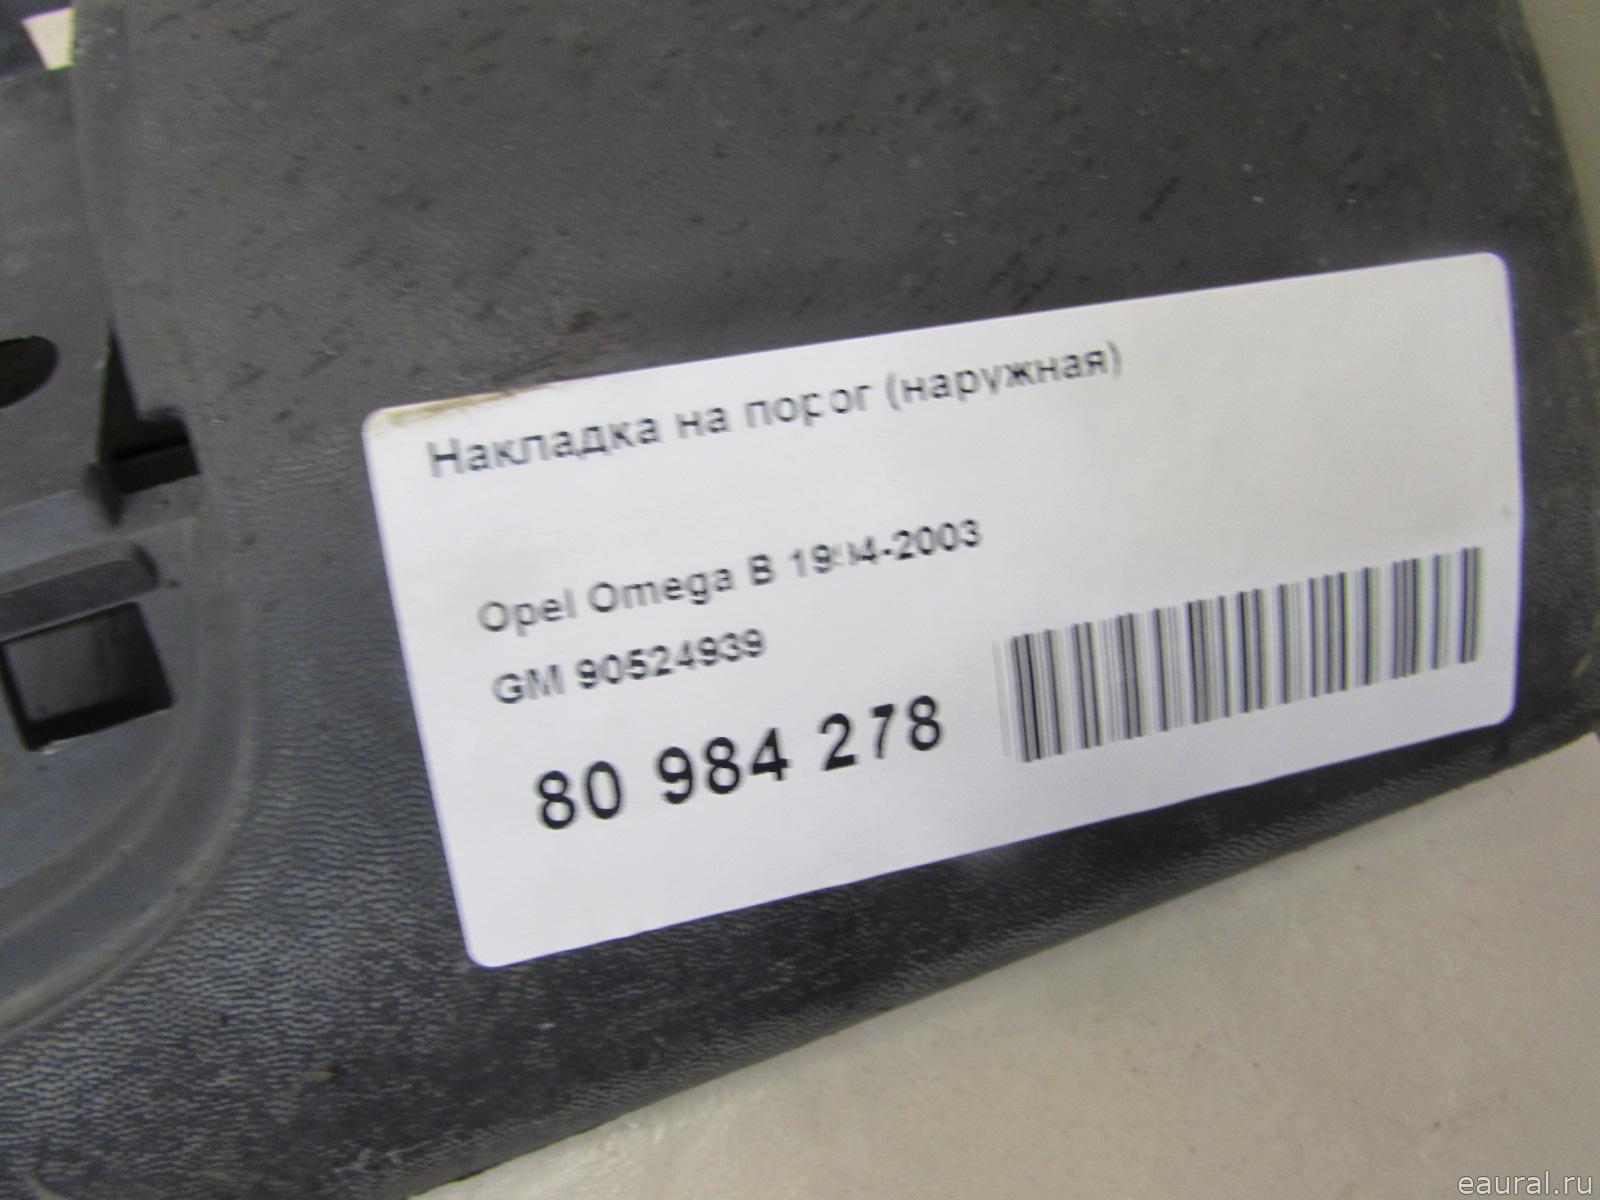 Накладка на порог (наружная)
Opel Omega B 1994-2003
GM 90524939
80 984 278
eaural.ru